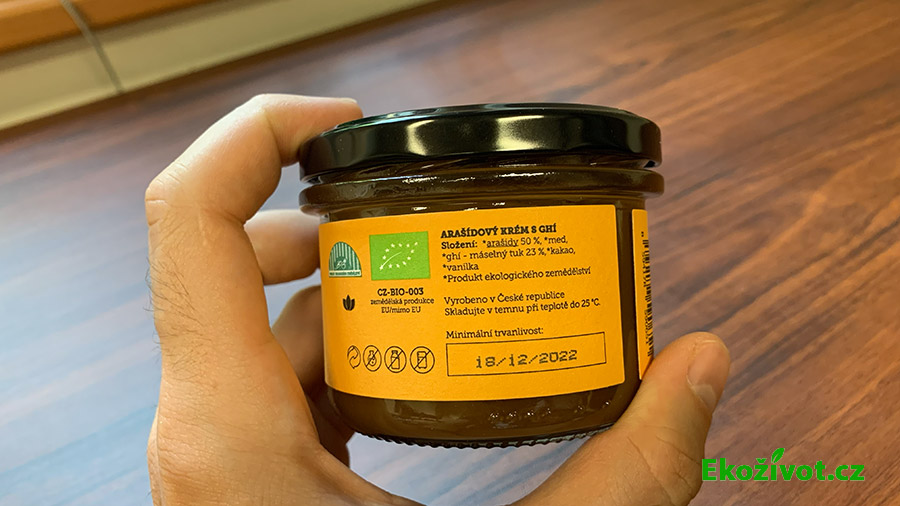 ARAŠÍDOVÝ KRÉM S GHÍ
Složení: *arašídy 50 %, *med,
*ghí - máselný tuk 23 %,*kakao,
*vanilka
*Produkt ekologického zemědělství
CZ-BIO-003
zemědělská produkce
EU/mimo EU
Vyrobeno v České republice
Skladujte v temnu při teplotě do 25 °C.
Minimální trvanlivost:
18/12/2022
Ekoživot.cz